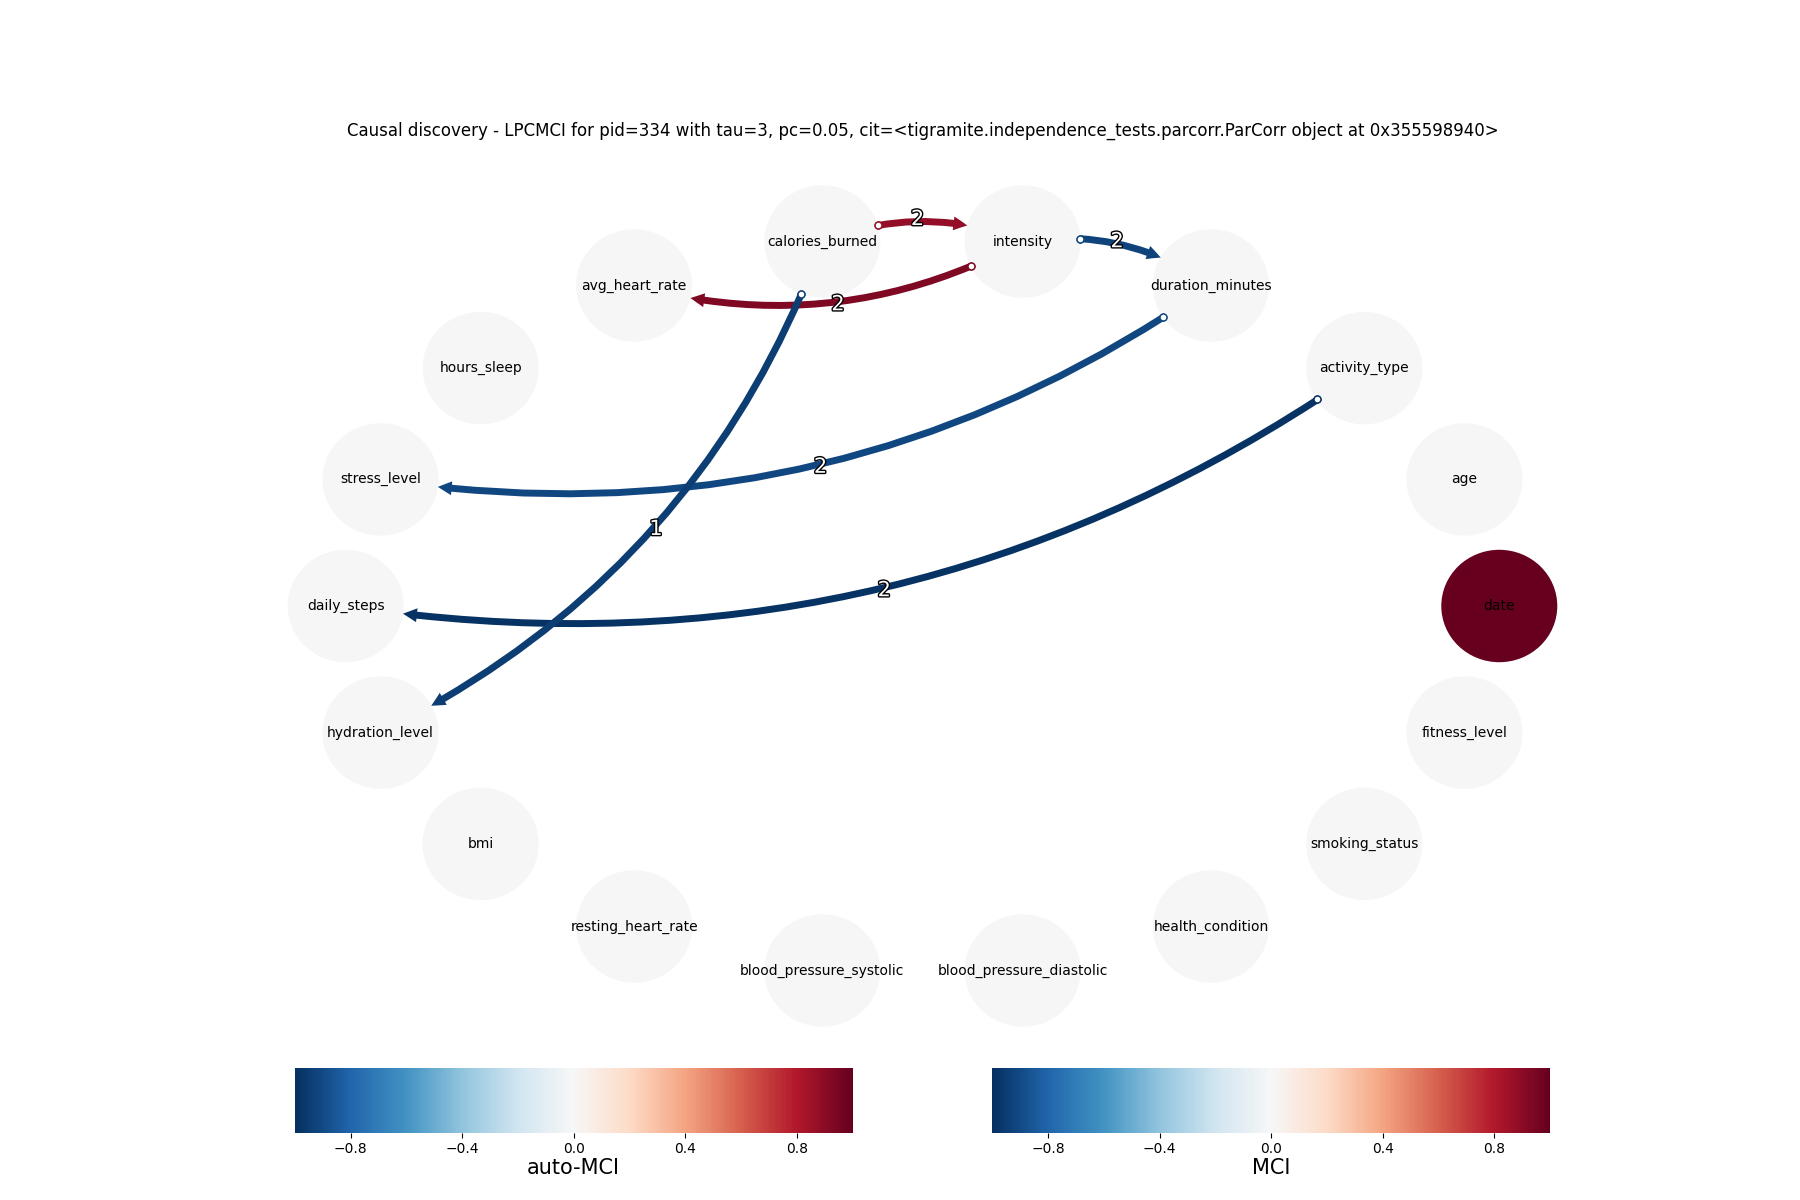 Causal discovery - LPCMCI for pid=334 with tau=3, pc=0.05, cit=<tigramite.independence_tests.parcorr.ParCorr object at 0x355598940>
2
2
calories_burned
intensity
avg_heart_rate
2
duration_minutes
hours_sleep
activity_type
2
stress_level
age
1
2
daily_steps
date
hydration_level
fitness_level
bmi
smoking_status
resting_heart_rate
health_condition
blood_pressure_systolic
blood_pressure_diastolic
−0.8 −0.4 0.0 0.4 0.8
auto-MCI
−0.8 −0.4 0.0 0.4 0.8
MCI